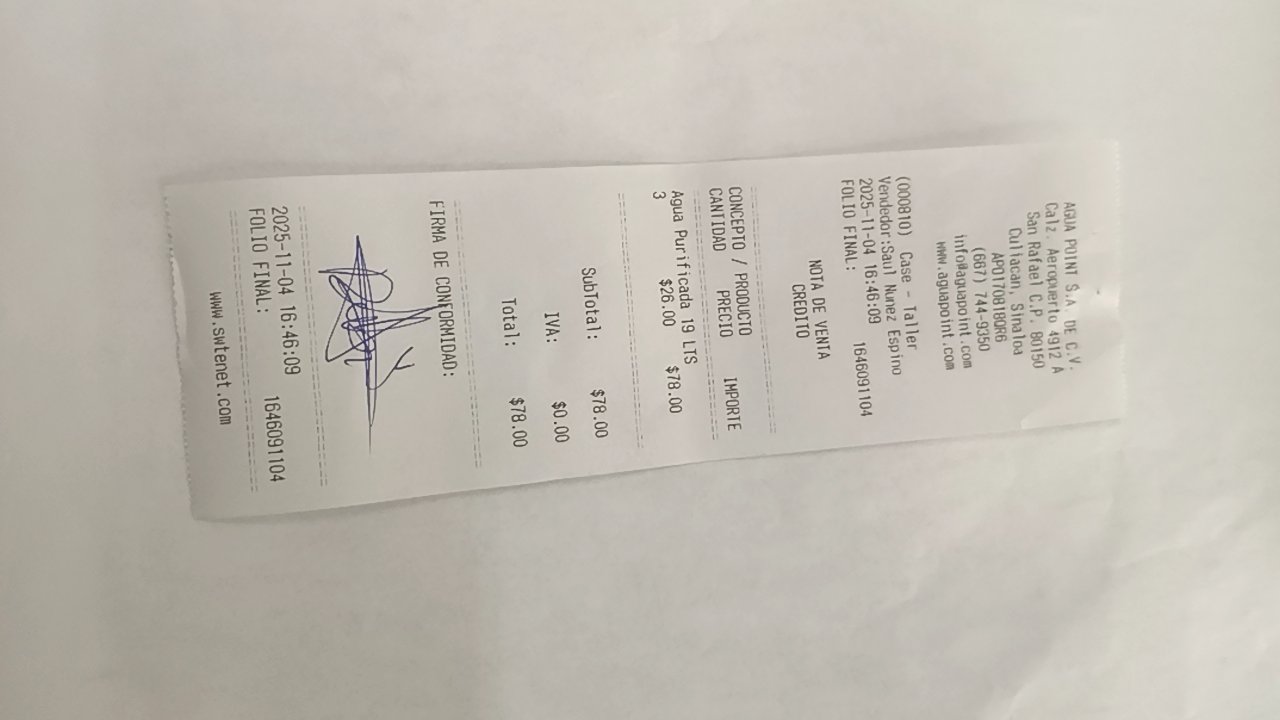 AGUA POINT S.A. DE C.V.
Calz. Aeropuerto 4912 A
San Rafael C.P. 80150
Culiacan, Sinaloa
APO170818QR6
(667) 744-9350
info@aguapoint.com
www.aguapoint.com
(000810) Case - Taller
Vendedor:Saul Nunez Espino
2025-11-04 16:46:09
FOLIO FINAL: 1646091104
NOTA DE VENTA
CREDITO
CONCEPTO / PRODUCTO
CANTIDAD PRECIO IMPORTE
Agua Purificada 19 LTS
3 $26.00 $78.00
SubTotal: $78.00
IVA: $0.00
Total: $78.00
FIRMA DE CONFORMIDAD:
2025-11-04 16:46:09
FOLIO FINAL: 1646091104
www.swtenet.com